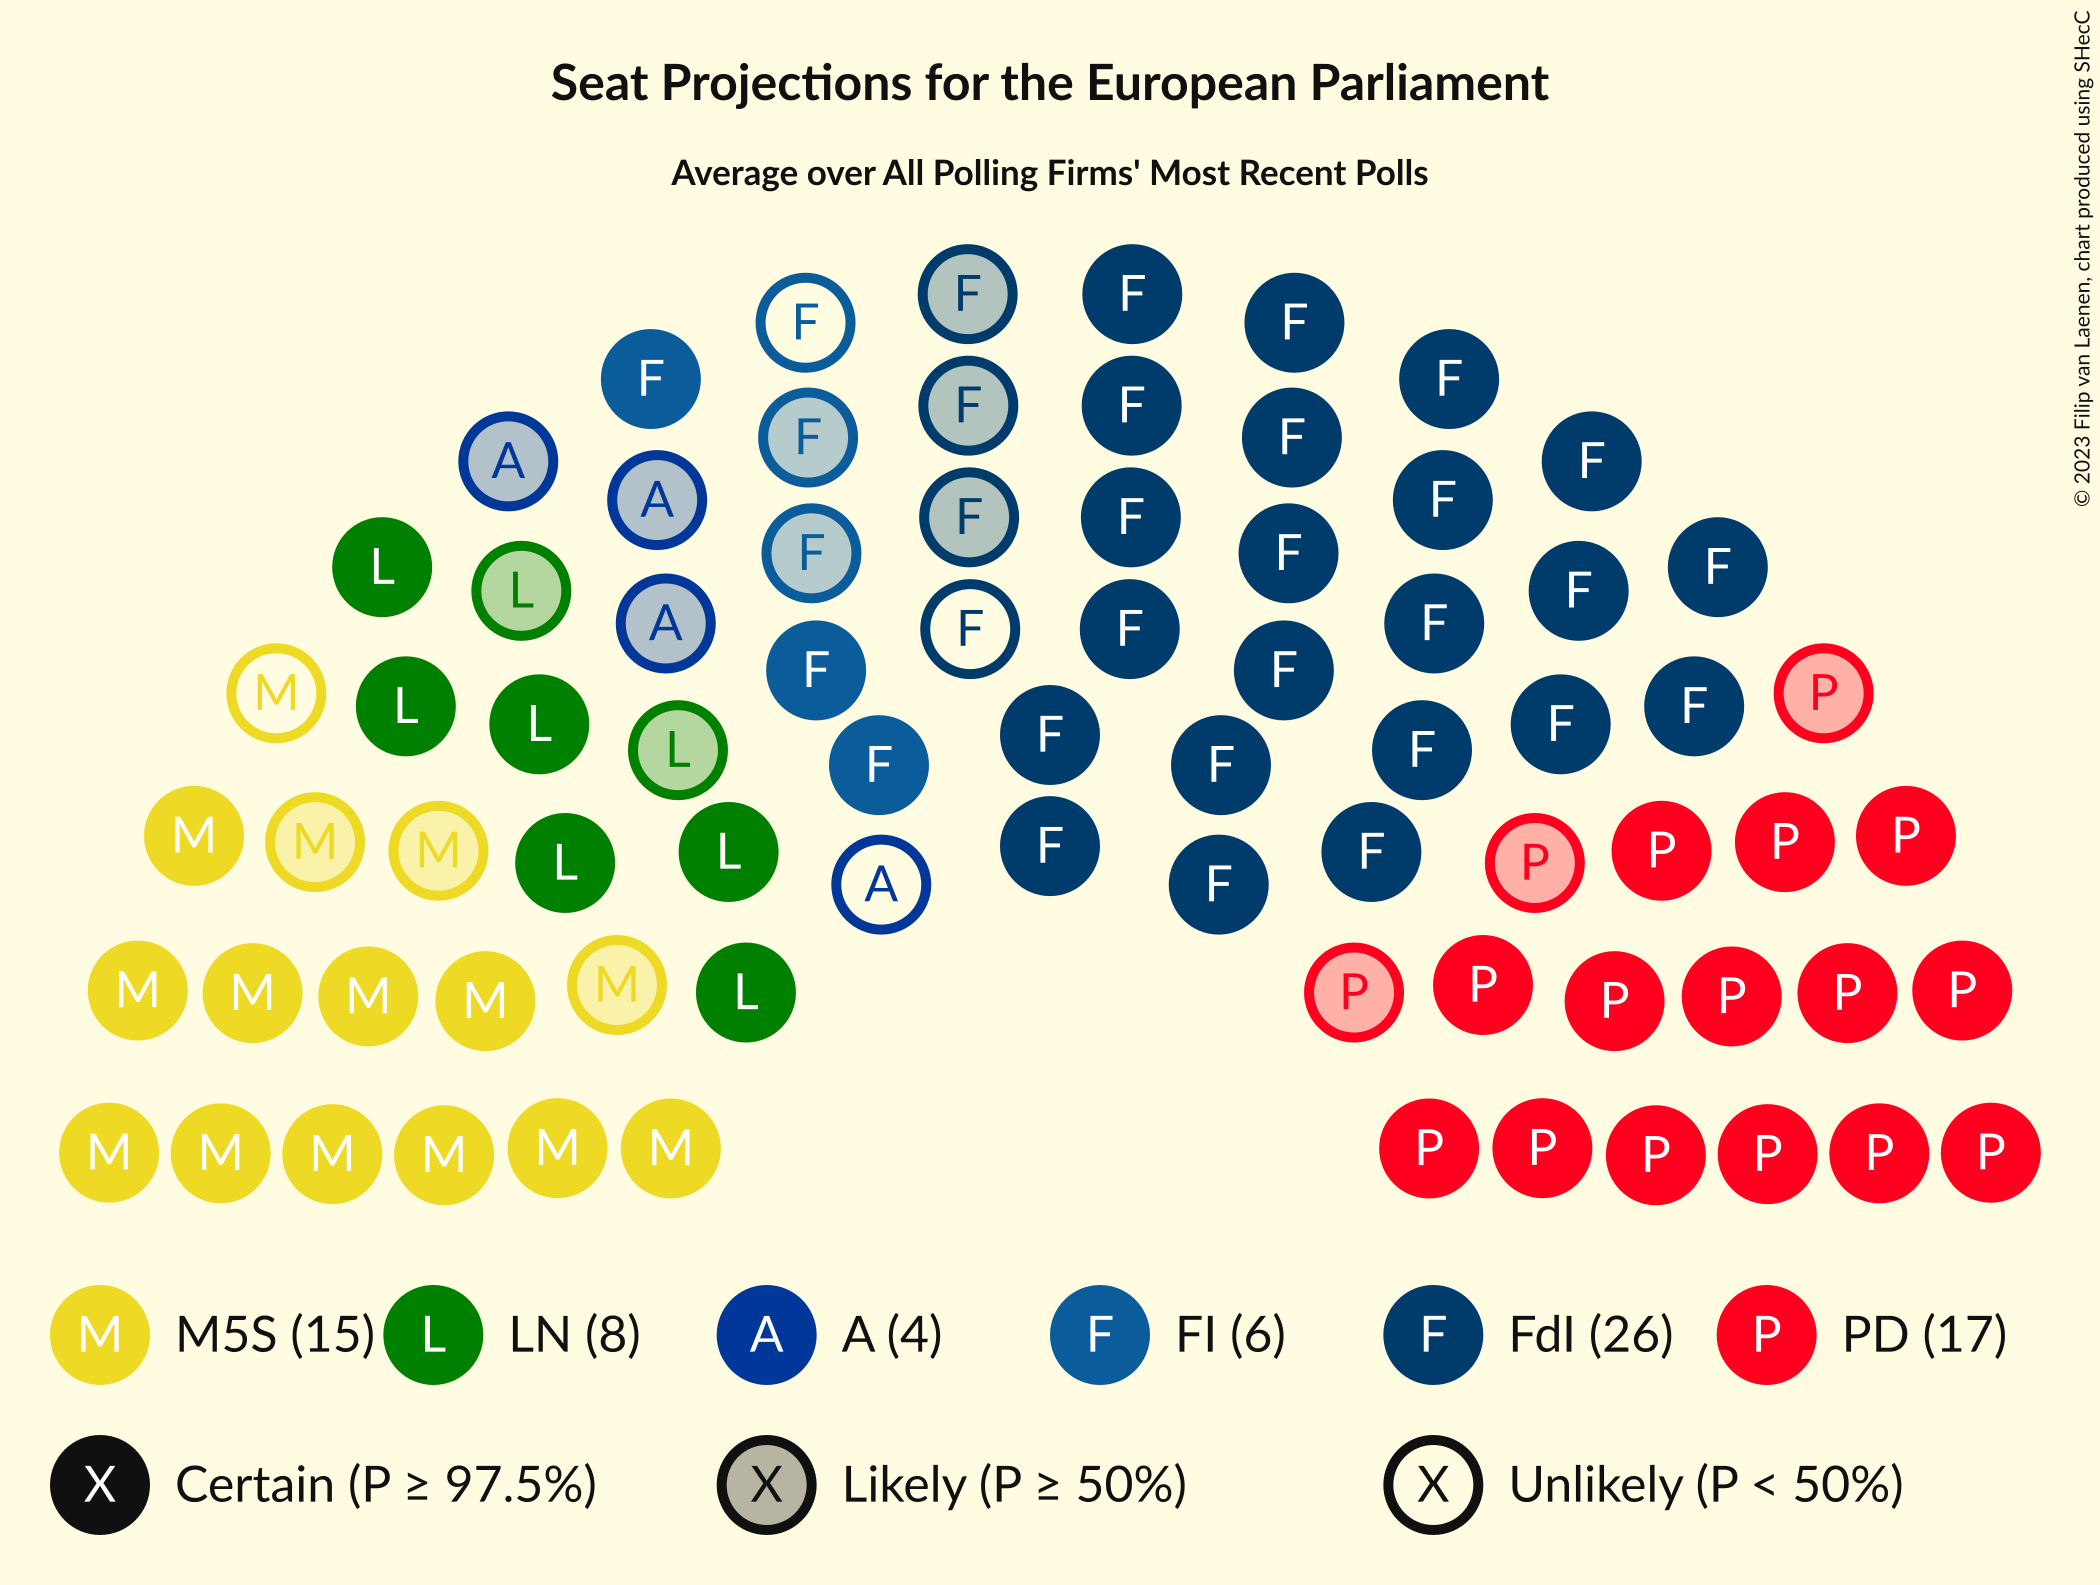 Seat Projections for the European Parliament
Average over All Polling Firms' Most Recent Polls
© 2023 Filip van Laenen, chart produced using SHecC
F F
F F
F F
F F F F
A F F A F F
F F
L L A F F F F
F F F F
M L L L F F F F F P
F F F
M M M L L A F F F P P P P
M M M M M L P P P P P P
M M M M M M P P P P P P
M M5S (15) L LN (8) A A (4) F FI (6) F FdI (26) P PD (17)
X Certain (P ≥ 97.5%) X Likely (P ≥ 50%) X Unlikely (P < 50%)